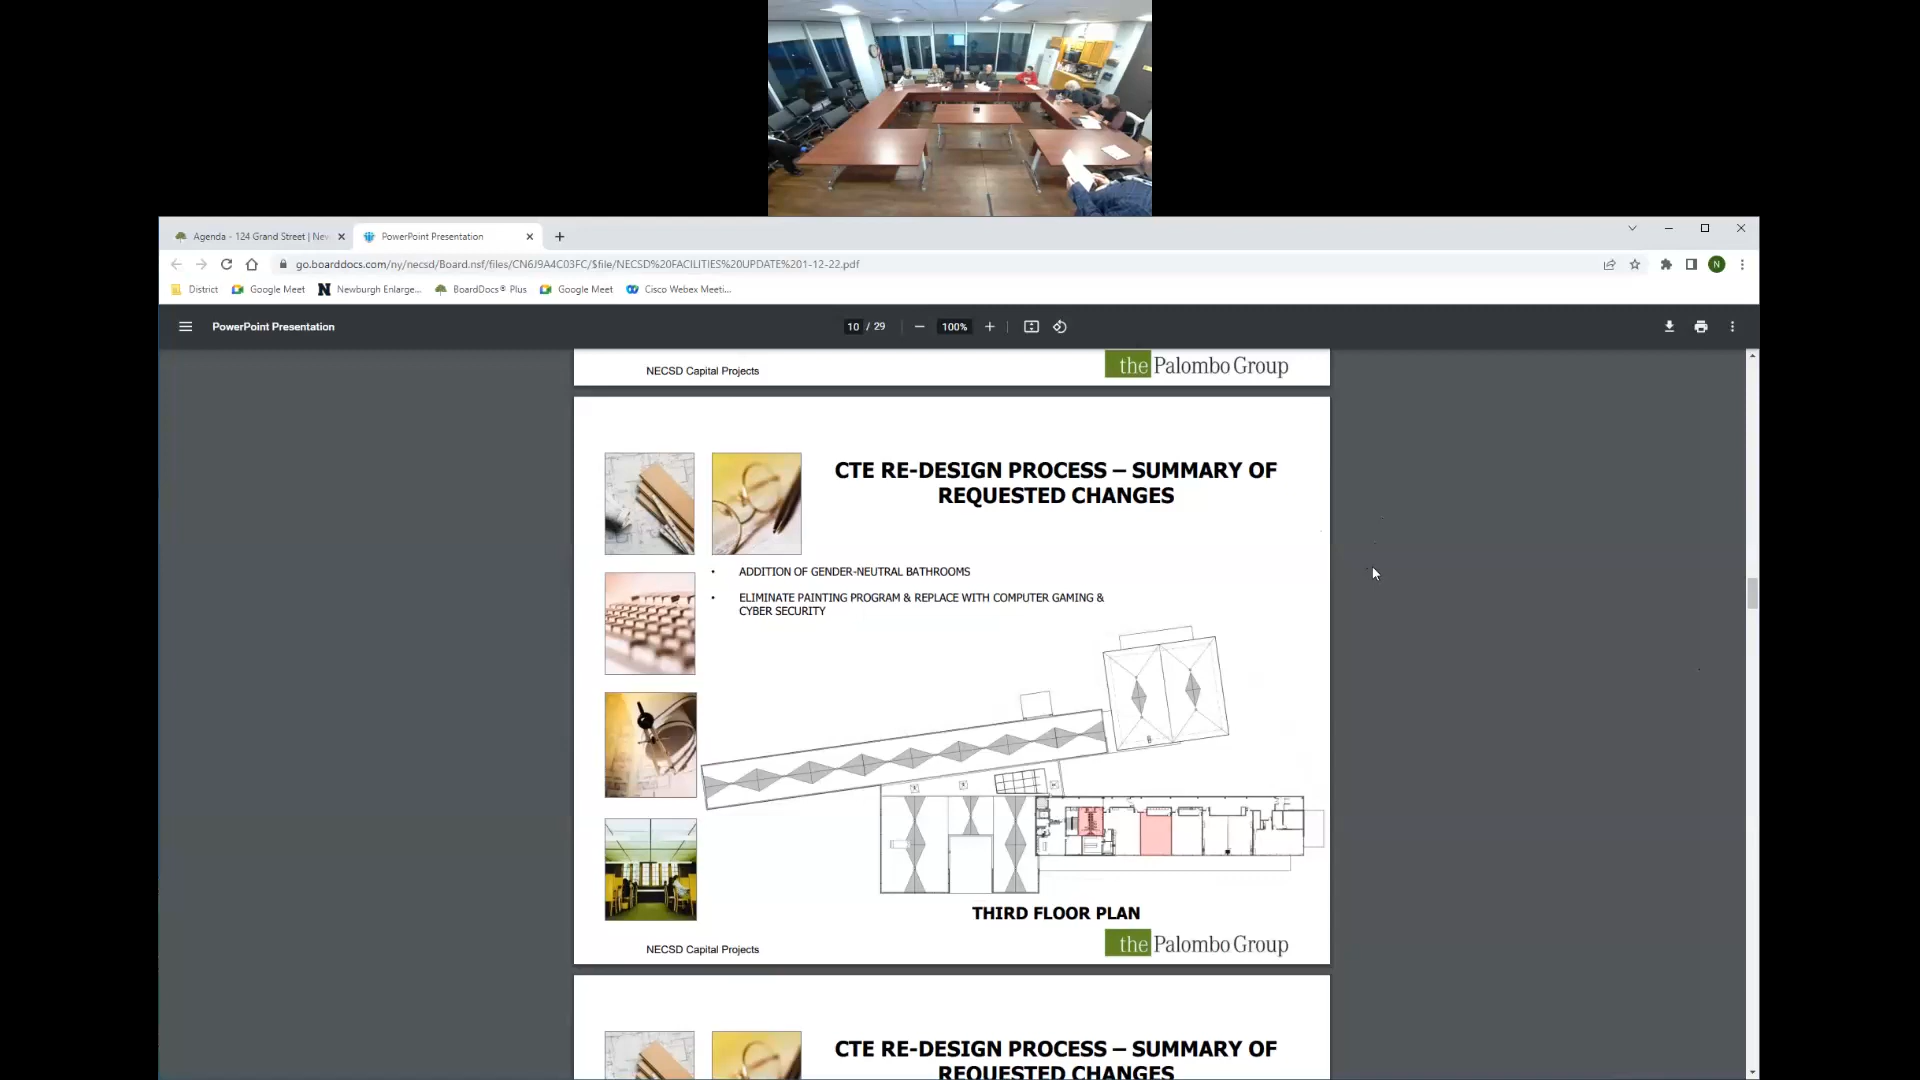 Agenda - 124 Grand Street | Nev
PowerPoint Presentation
go.boarddocs.com/ny/necsd/Board.nsf/files/CN6J9A4C03FC/$file/NECSD%20FACILITIES%20UPDATE%201-12-22.pdf
N
District
Google Meet
Newburgh Enlarge...
BoardDocs® Plus
Google Meet
Cisco Webex Meeti...
PowerPoint Presentation
10 / 29
100%
NECSD Capital Projects
the Palombo Group
CTE RE-DESIGN PROCESS – SUMMARY OF
REQUESTED CHANGES
• ADDITION OF GENDER-NEUTRAL BATHROOMS
• ELIMINATE PAINTING PROGRAM & REPLACE WITH COMPUTER GAMING &
CYBER SECURITY
THIRD FLOOR PLAN
NECSD Capital Projects
the Palombo Group
CTE RE-DESIGN PROCESS – SUMMARY OF
REQUESTED CHANGES